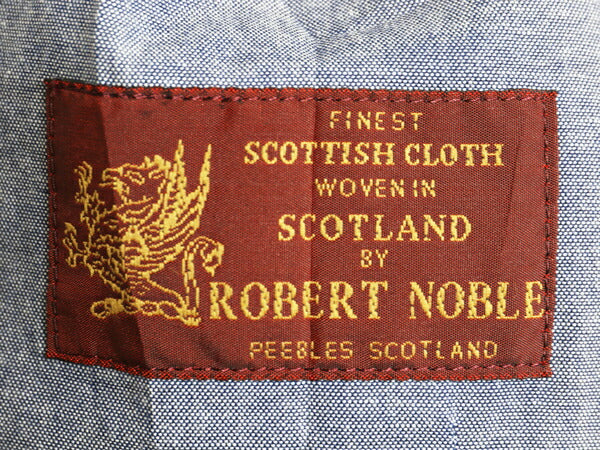 FINEST
SCOTTISH CLOTH
WOVEN IN
SCOTLAND
BY
ROBERT NOBLE
PEEBLES SCOTLAND